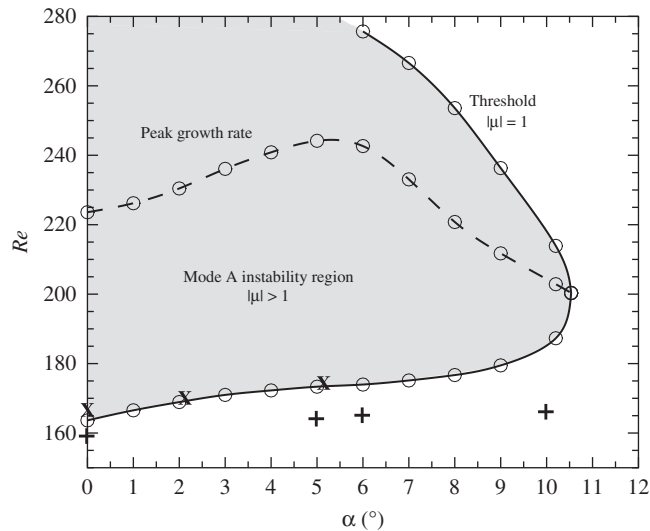 280
260
240
220
200
180
160
Re
Threshold
|μ| = 1
Peak growth rate
Mode A instability region
|μ| > 1
X
X
X
+
+
+
+
0 1 2 3 4 5 6 7 8 9 10 11 12
α (°)